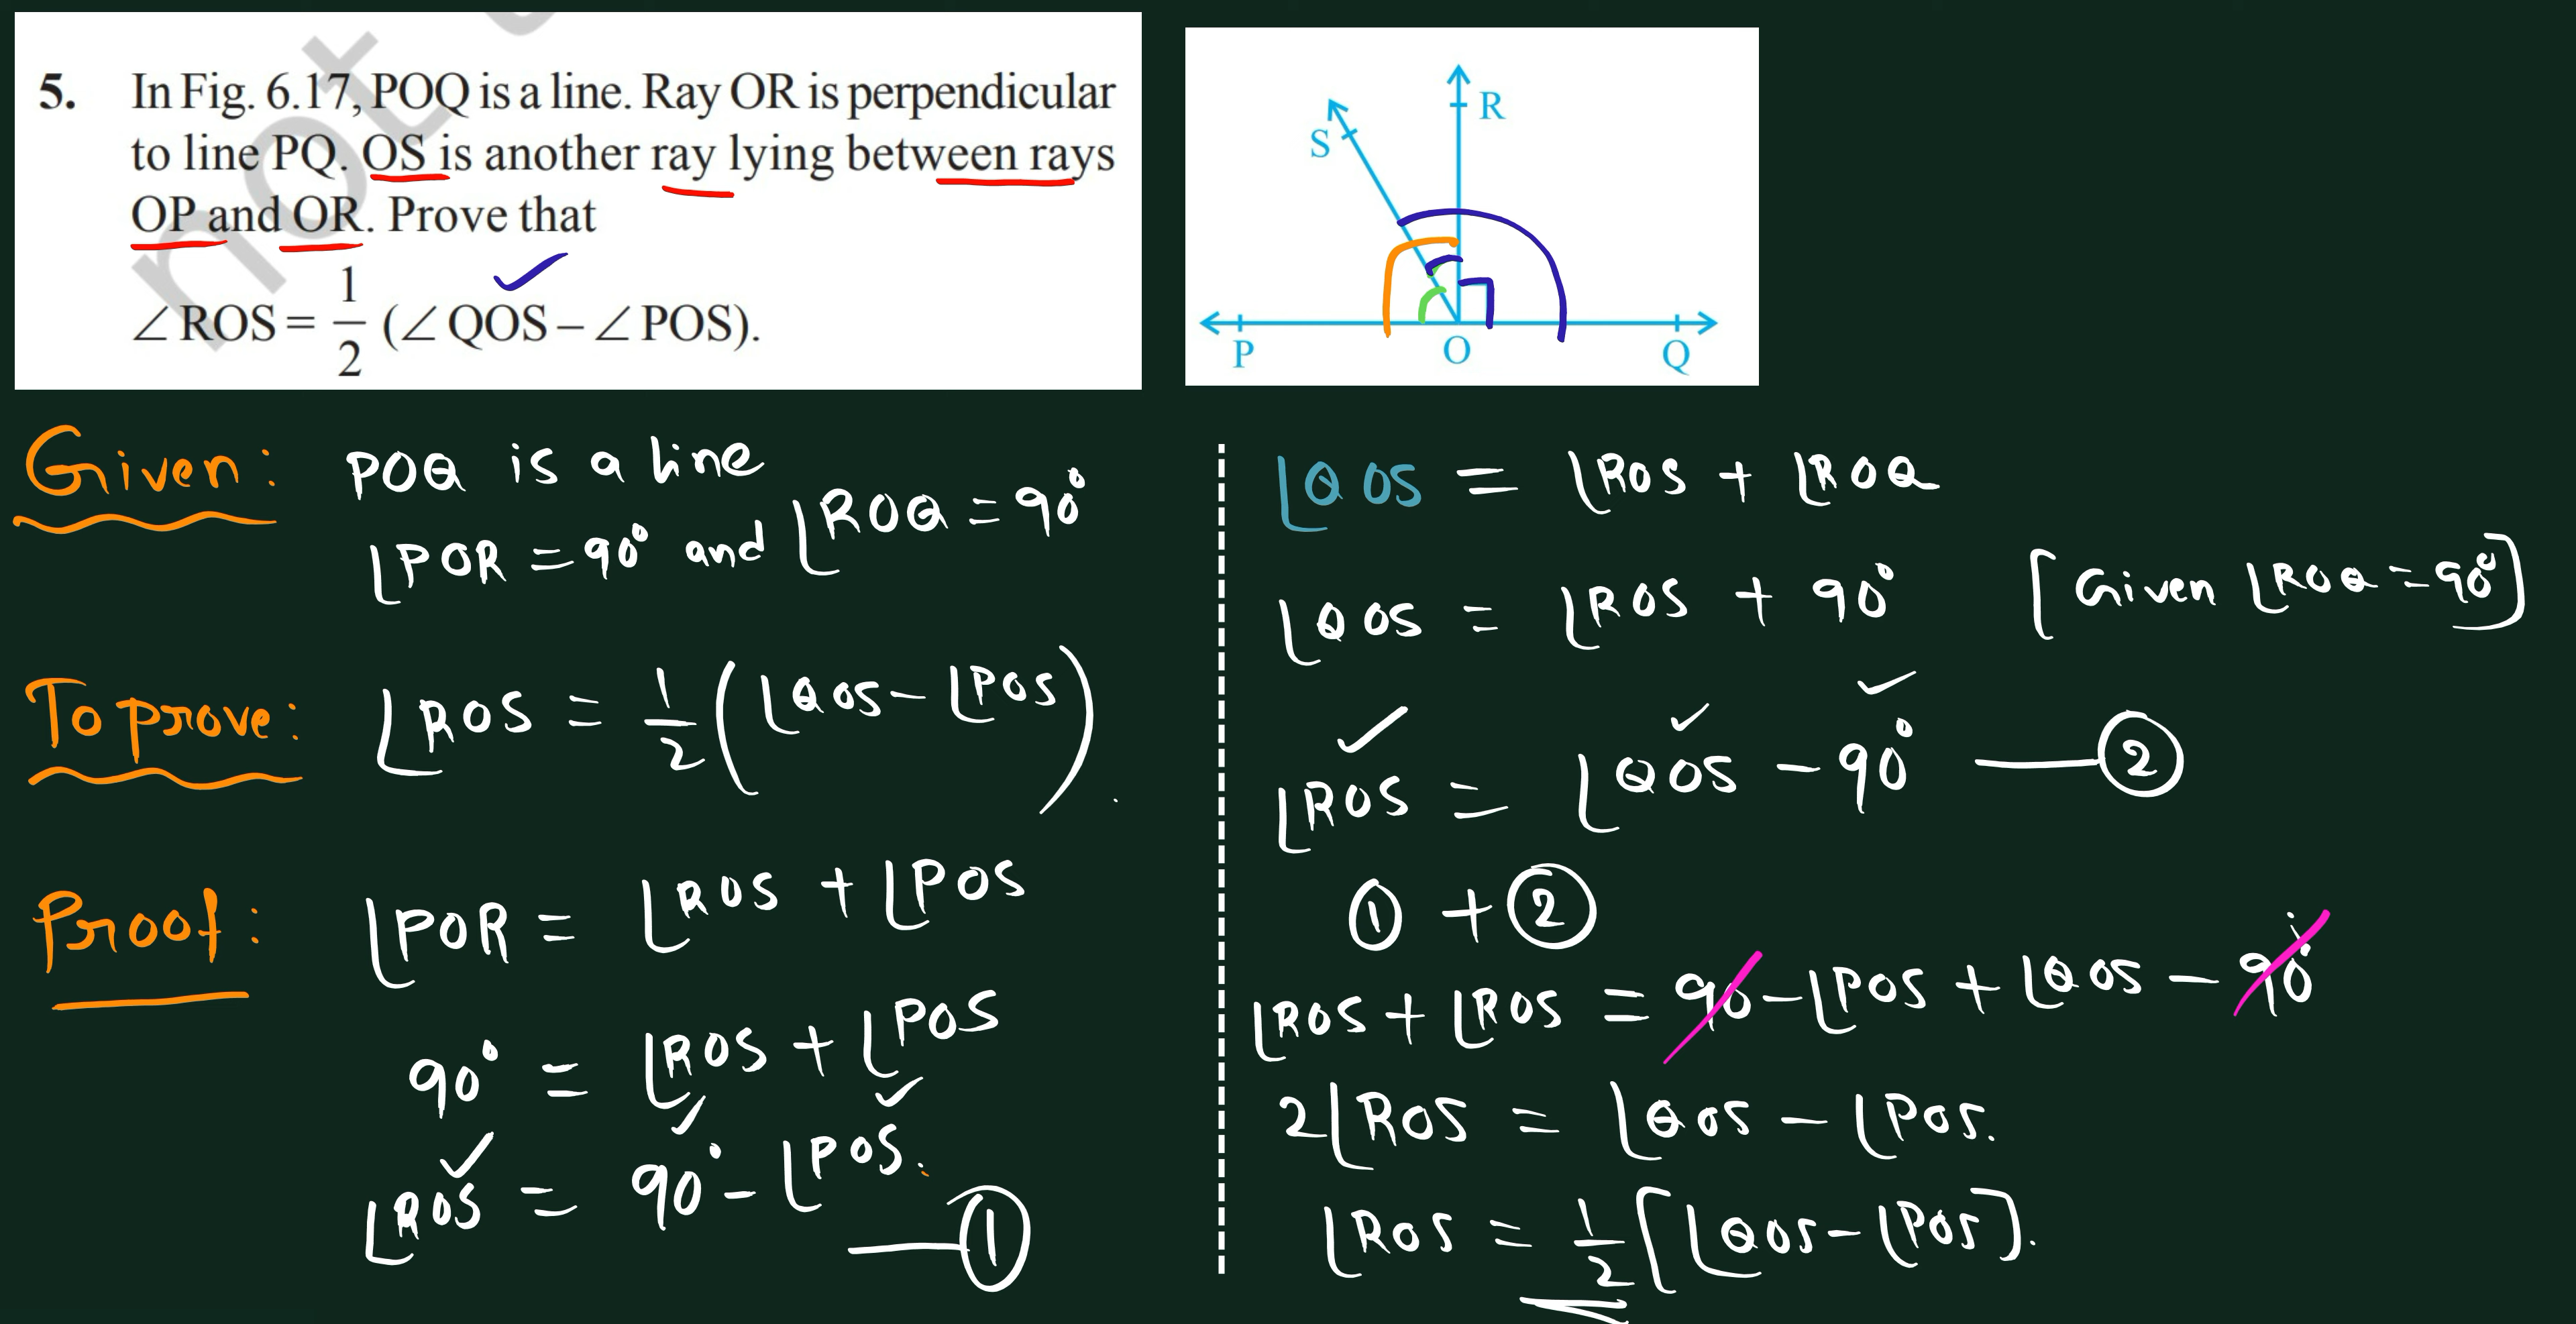 5. In Fig. 6.17, POQ is a line. Ray OR is perpendicular
to line PQ. OS is another ray lying between rays
OP and OR. Prove that
∠ROS = 1/2 (∠QOS – ∠POS).
not
R
S
P
O
Q
Given: POQ is a line
∠POR = 90° and ∠ROQ = 90°
To prove: ∠ROS = 1/2 (∠QOS – ∠POS).
Proof: ∠POR = ∠ROS + ∠POS
90° = ∠ROS + ∠POS
∠ROS = 90° – ∠POS. —①
∠QOS = ∠ROS + ∠ROQ
∠QOS = ∠ROS + 90° [Given ∠ROQ = 90°]
∠ROS = ∠QOS – 90° —②
① + ②
∠ROS + ∠ROS = 90 – ∠POS + ∠QOS – 90°
2∠ROS = ∠QOS – ∠POS.
∠ROS = 1/2 [∠QOS – ∠POS].